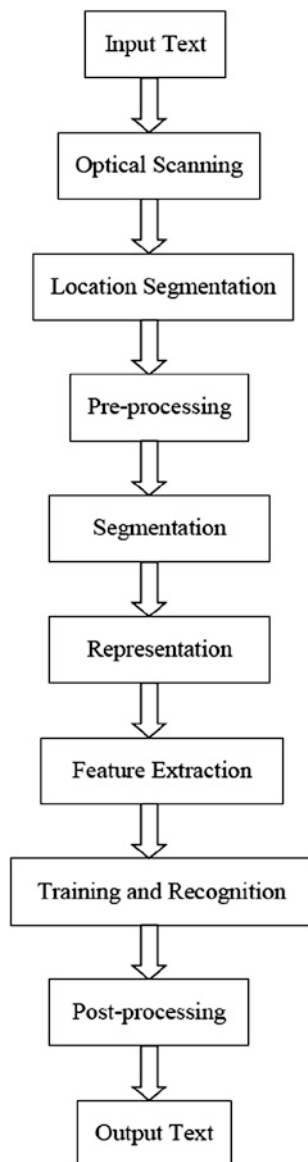 Input Text
Optical Scanning
Location Segmentation
Pre-processing
Segmentation
Representation
Feature Extraction
Training and Recognition
Post-processing
Output Text